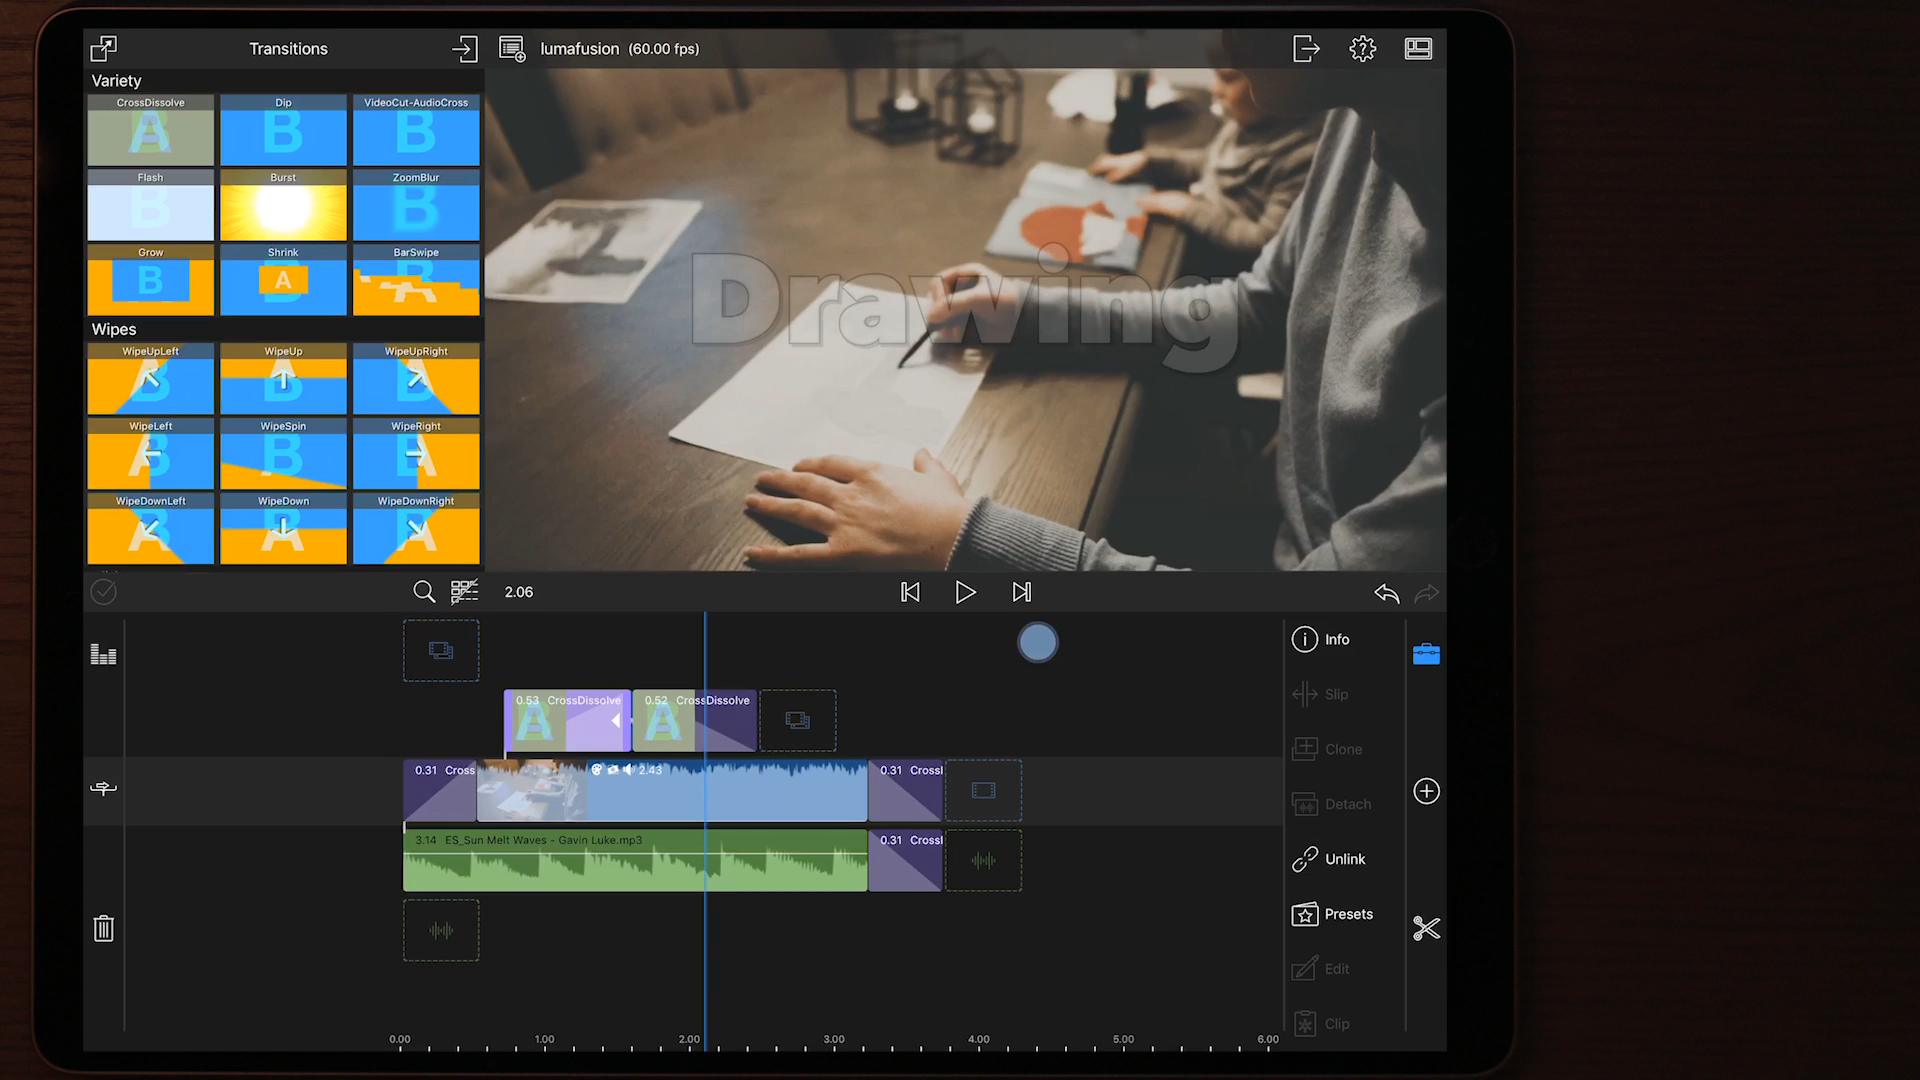 Transitions
lumafusion (60.00 fps)
Variety
CrossDissolve
Dip
VideoCut-AudioCross
A
B
B
Flash
Burst
ZoomBlur
B
B
Grow
Shrink
BarSwipe
B
A
Wipes
WipeUpLeft
WipeUp
WipeUpRight
WipeLeft
WipeSpin
WipeRight
WipeDownLeft
WipeDown
WipeDownRight
Drawing
2.06
Info
Slip
Clone
Detach
Unlink
Presets
Edit
Clip
0.53 CrossDissolve
0.52 CrossDissolve
0.31 Cross
2.43
0.31 Crossl
3.14 ES_Sun Melt Waves - Gavin Luke.mp3
0.31 Crossl
0.00 1.00 2.00 3.00 4.00 5.00 6.00